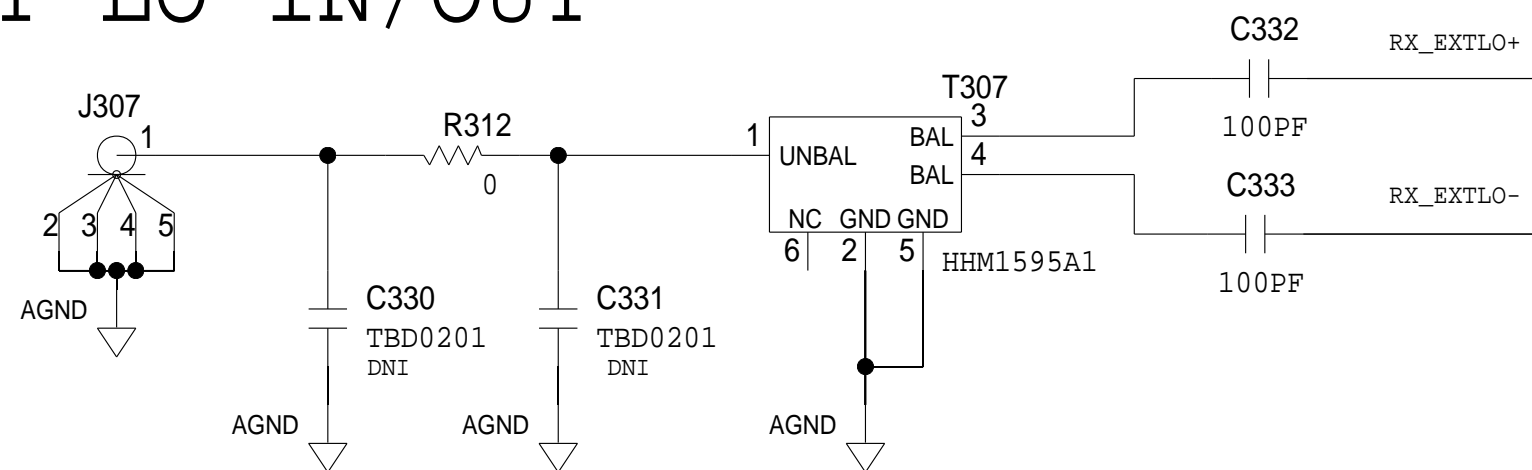 LO IN/OUT
J307
1
2 3 4 5
AGND
R312
0
C330
TBD0201
DNI
AGND
C331
TBD0201
DNI
AGND
T307
1
UNBAL
BAL
3
BAL
4
NC GND GND
6 2 5
HHM1595A1
AGND
C332
100PF
RX_EXTLO+
C333
100PF
RX_EXTLO-